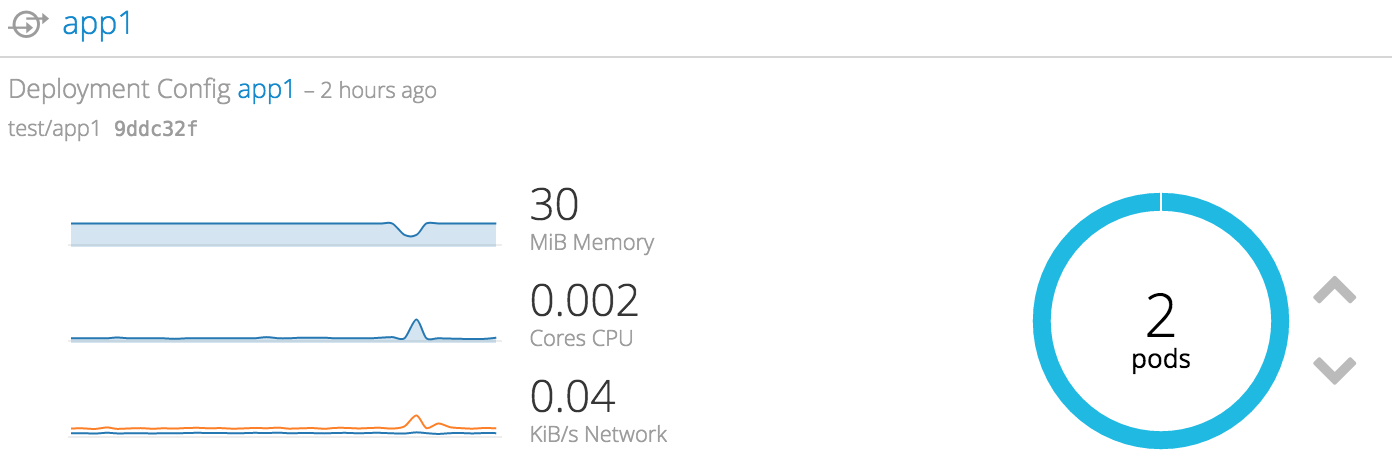 app1
Deployment Config app1 – 2 hours ago
test/app1 9ddc32f
30
MiB Memory
0.002
Cores CPU
0.04
KiB/s Network
2
pods